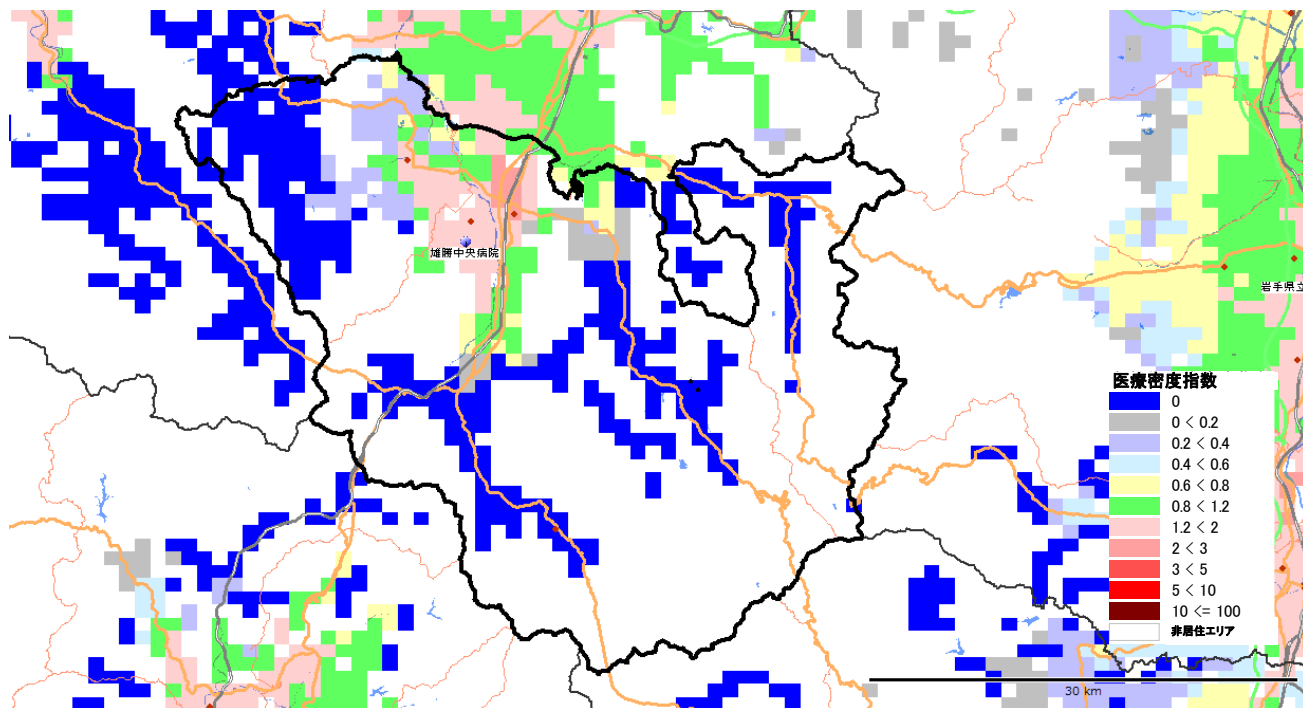 雄勝中央病院
岩手県立
医療密度指数
0
0 < 0.2
0.2 < 0.4
0.4 < 0.6
0.6 < 0.8
0.8 < 1.2
1.2 < 2
2 < 3
3 < 5
5 < 10
10 <= 100
非居住エリア
30 km